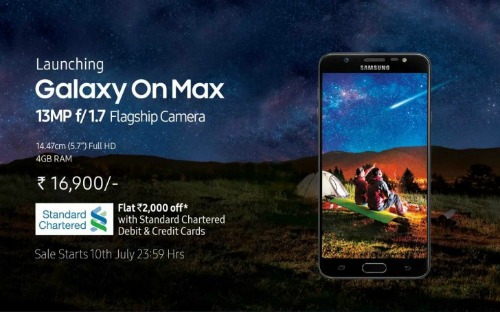 Launching
Galaxy On Max
13MP f/1.7 Flagship Camera
14.47cm (5.7") Full HD
4GB RAM
₹ 16,900/-
Standard
Chartered
Flat ₹2,000 off*
with Standard Chartered
Debit & Credit Cards
Sale Starts 10th July 23:59 Hrs
SAMSUNG